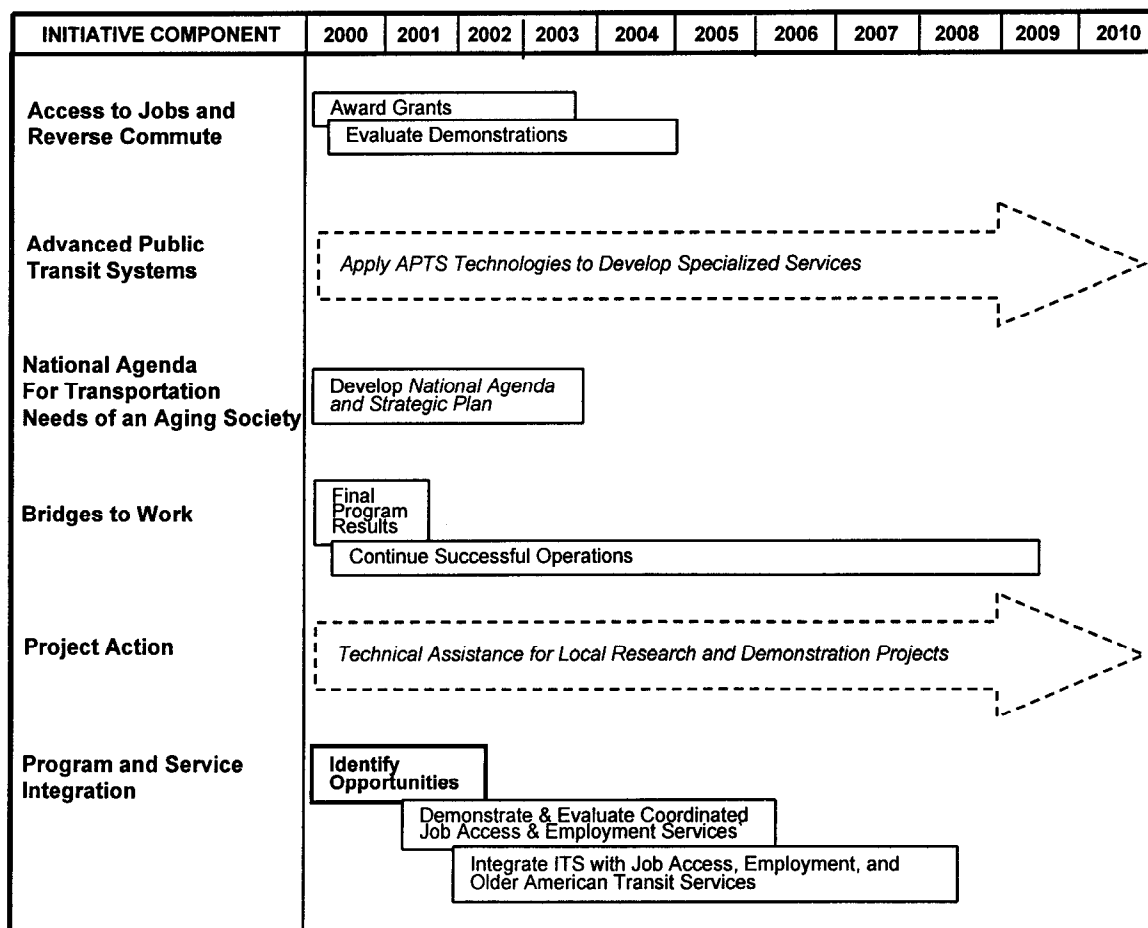 INITIATIVE COMPONENT 2000 2001 2002 2003 2004 2005 2006 2007 2008 2009 2010
Access to Jobs and
Reverse Commute
Award Grants
Evaluate Demonstrations
Advanced Public
Transit Systems
Apply APTS Technologies to Develop Specialized Services
National Agenda
For Transportation
Needs of an Aging Society
Develop National Agenda
and Strategic Plan
Bridges to Work
Final
Program
Results
Continue Successful Operations
Project Action
Technical Assistance for Local Research and Demonstration Projects
Program and Service
Integration
Identify
Opportunities
Demonstrate & Evaluate Coordinated
Job Access & Employment Services
Integrate ITS with Job Access, Employment, and
Older American Transit Services